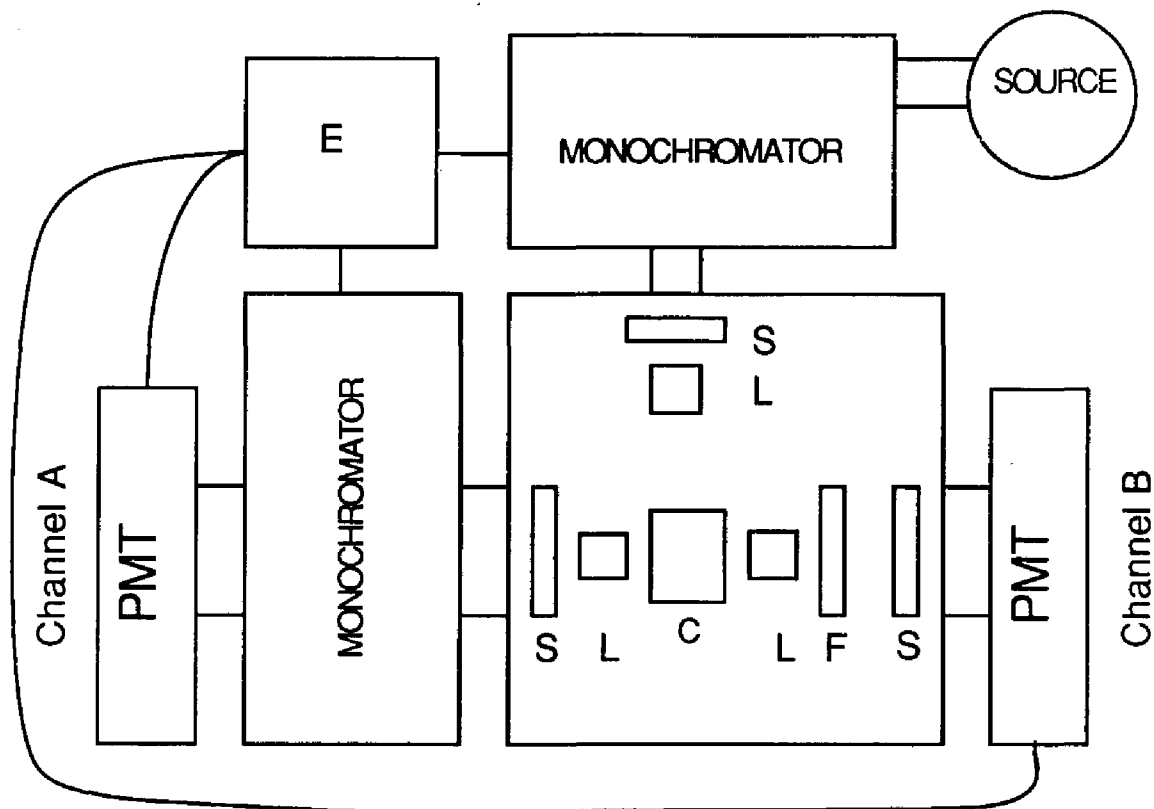 SOURCE
E
MONOCHROMATOR
S
L
Channel A
PMT
MONOCHROMATOR
S
L
C
L
F
S
PMT
Channel B